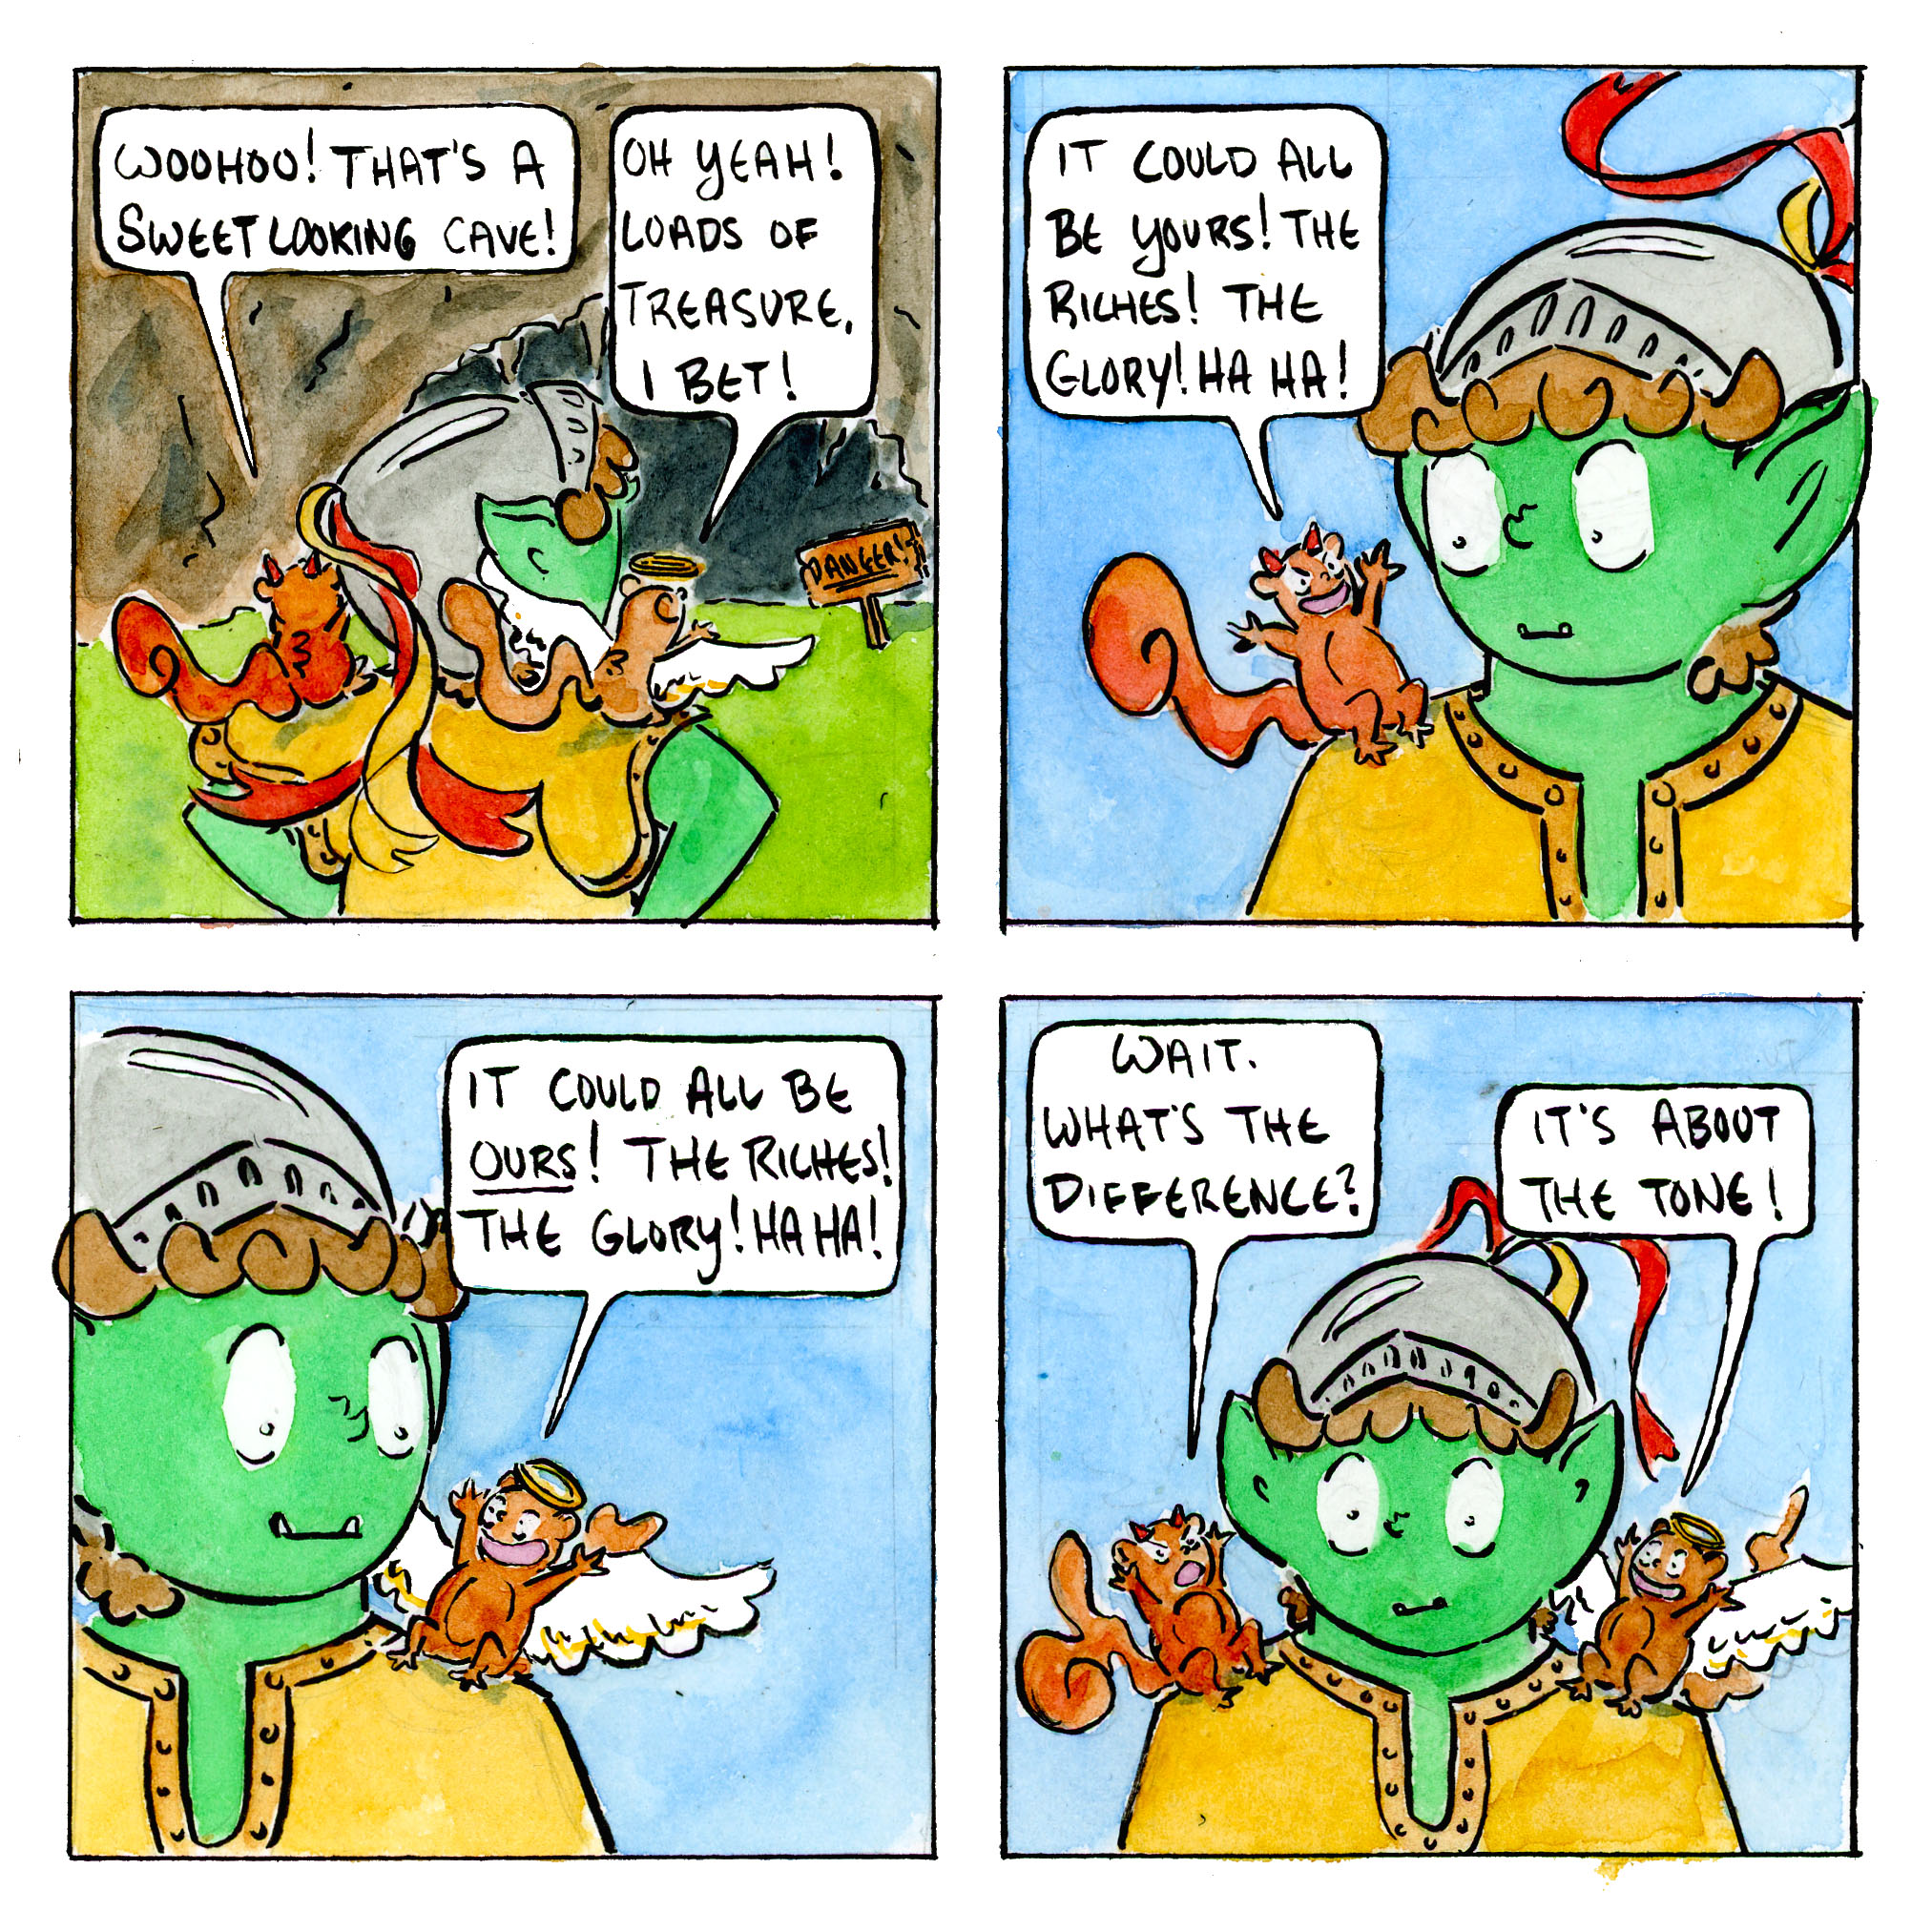 WOOHOO! THAT'S A
SWEET LOOKING CAVE!
OH YEAH!
LOADS OF
TREASURE,
I BET!
DANGER!
IT COULD ALL
BE YOURS! THE
RICHES! THE
GLORY! HA HA!
IT COULD ALL BE
OURS! THE RICHES!
THE GLORY! HA HA!
WAIT.
WHAT'S THE
DIFFERENCE?
IT'S ABOUT
THE TONE!